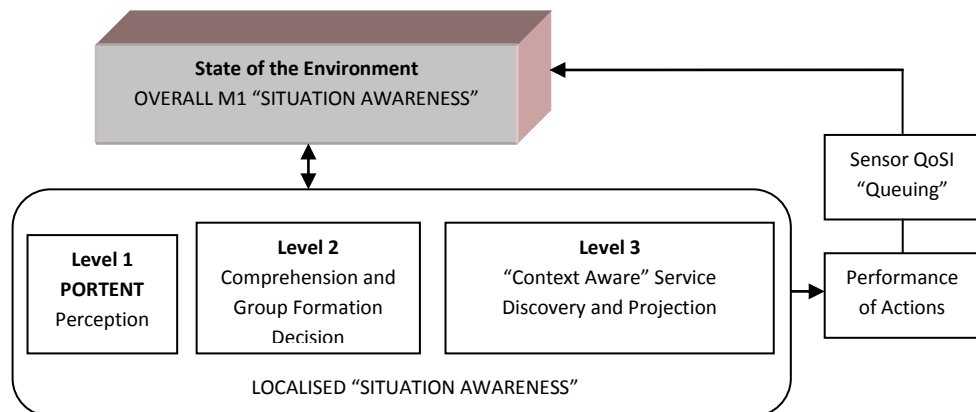 State of the Environment
OVERALL M1 “SITUATION AWARENESS”
Sensor QoSI
“Queuing”
Level 1
PORTENT
Perception
Level 2
Comprehension and
Group Formation
Decision
Level 3
“Context Aware” Service
Discovery and Projection
Performance
of Actions
LOCALISED “SITUATION AWARENESS”